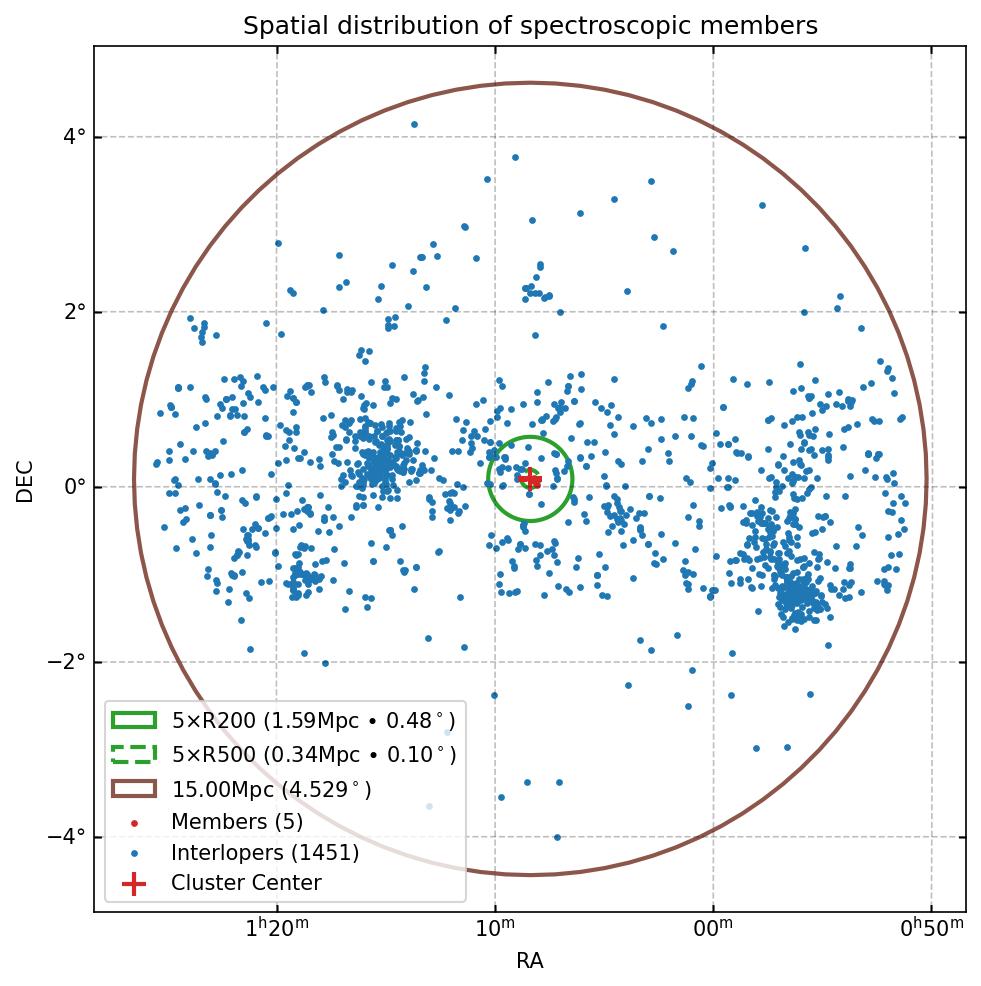 Spatial distribution of spectroscopic members
4°
2°
0°
−2°
−4°
DEC
5×R200 (1.59Mpc • 0.48°)
5×R500 (0.34Mpc • 0.10°)
15.00Mpc (4.529°)
Members (5)
Interlopers (1451)
Cluster Center
1ʰ20ᵐ 10ᵐ 00ᵐ 0ʰ50ᵐ
RA